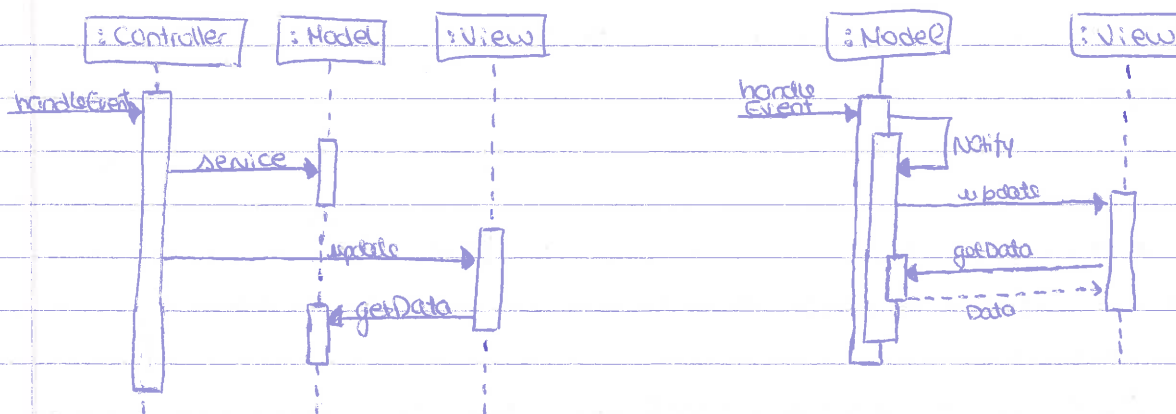 : Controller
: Model
: View
handleEvent
service
update
getData
: Model
: View
handle
Event
Notify
update
getData
Data